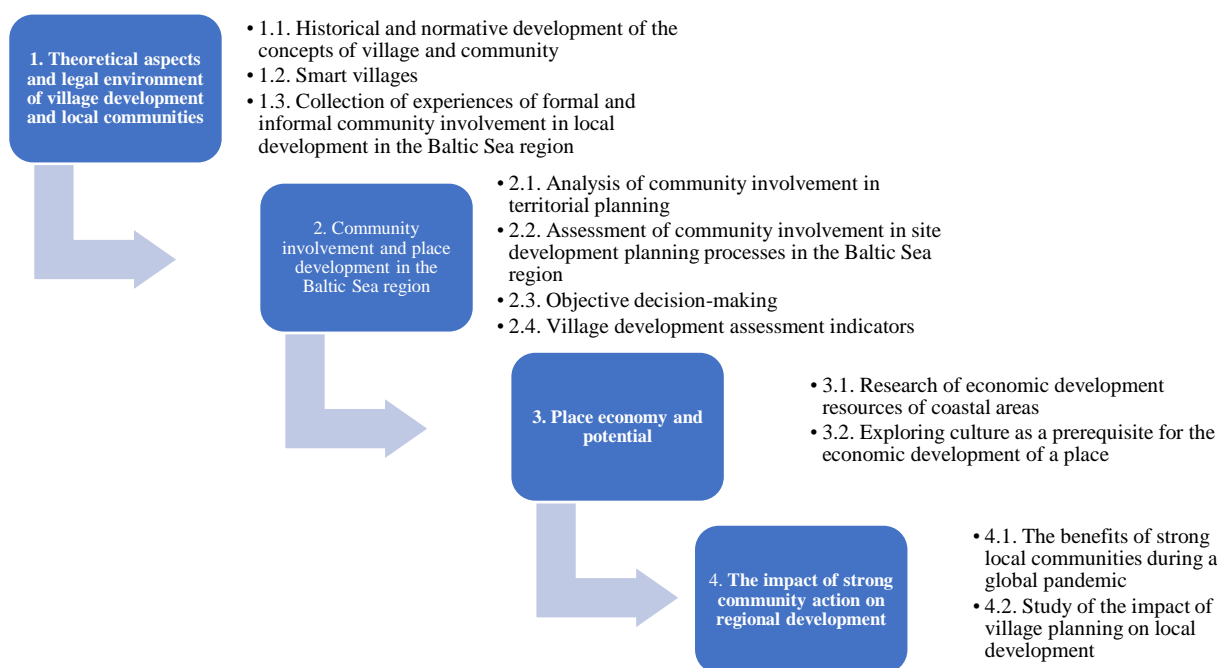 1. Theoretical aspects
and legal environment
of village development
and local communities
• 1.1. Historical and normative development of the
concepts of village and community
• 1.2. Smart villages
• 1.3. Collection of experiences of formal and
informal community involvement in local
development in the Baltic Sea region
2. Community
involvement and place
development in the
Baltic Sea region
• 2.1. Analysis of community involvement in
territorial planning
• 2.2. Assessment of community involvement in site
development planning processes in the Baltic Sea
region
• 2.3. Objective decision-making
• 2.4. Village development assessment indicators
3. Place economy and
potential
• 3.1. Research of economic development
resources of coastal areas
• 3.2. Exploring culture as a prerequisite for the
economic development of a place
4. The impact of strong
community action on
regional development
• 4.1. The benefits of strong
local communities during a
global pandemic
• 4.2. Study of the impact of
village planning on local
development